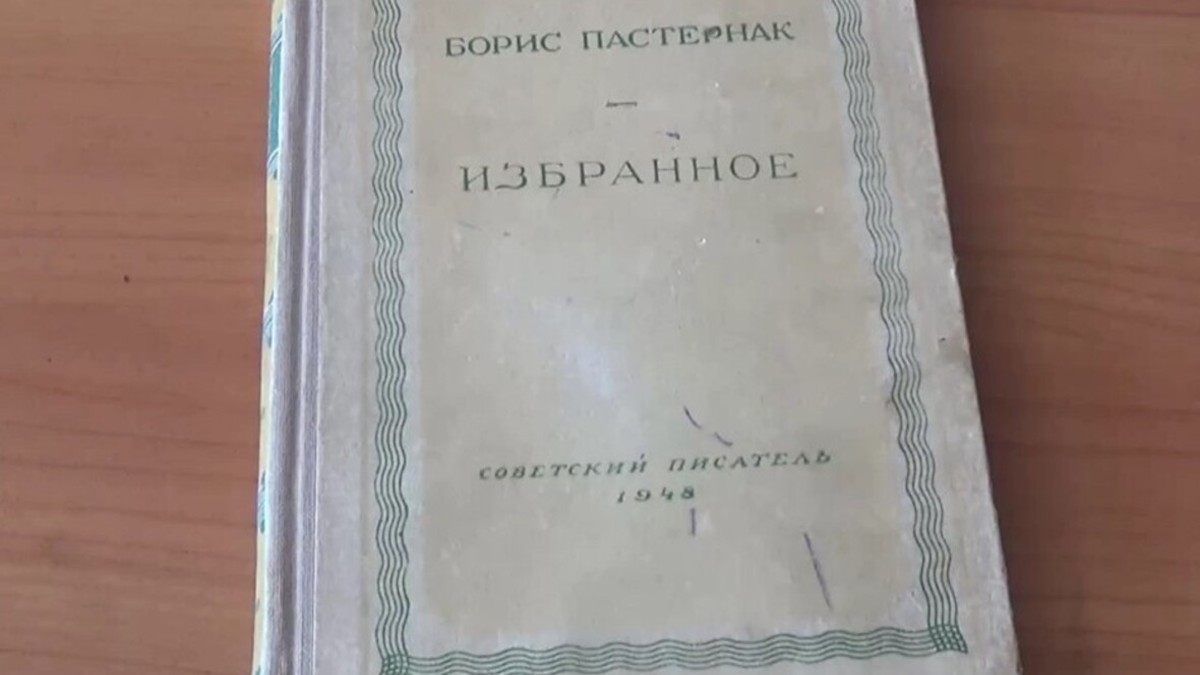 БОРИС ПАСТЕРНАК
—
ИЗБРАННОЕ
СОВЕТСКИЙ ПИСАТЕЛЬ
1948